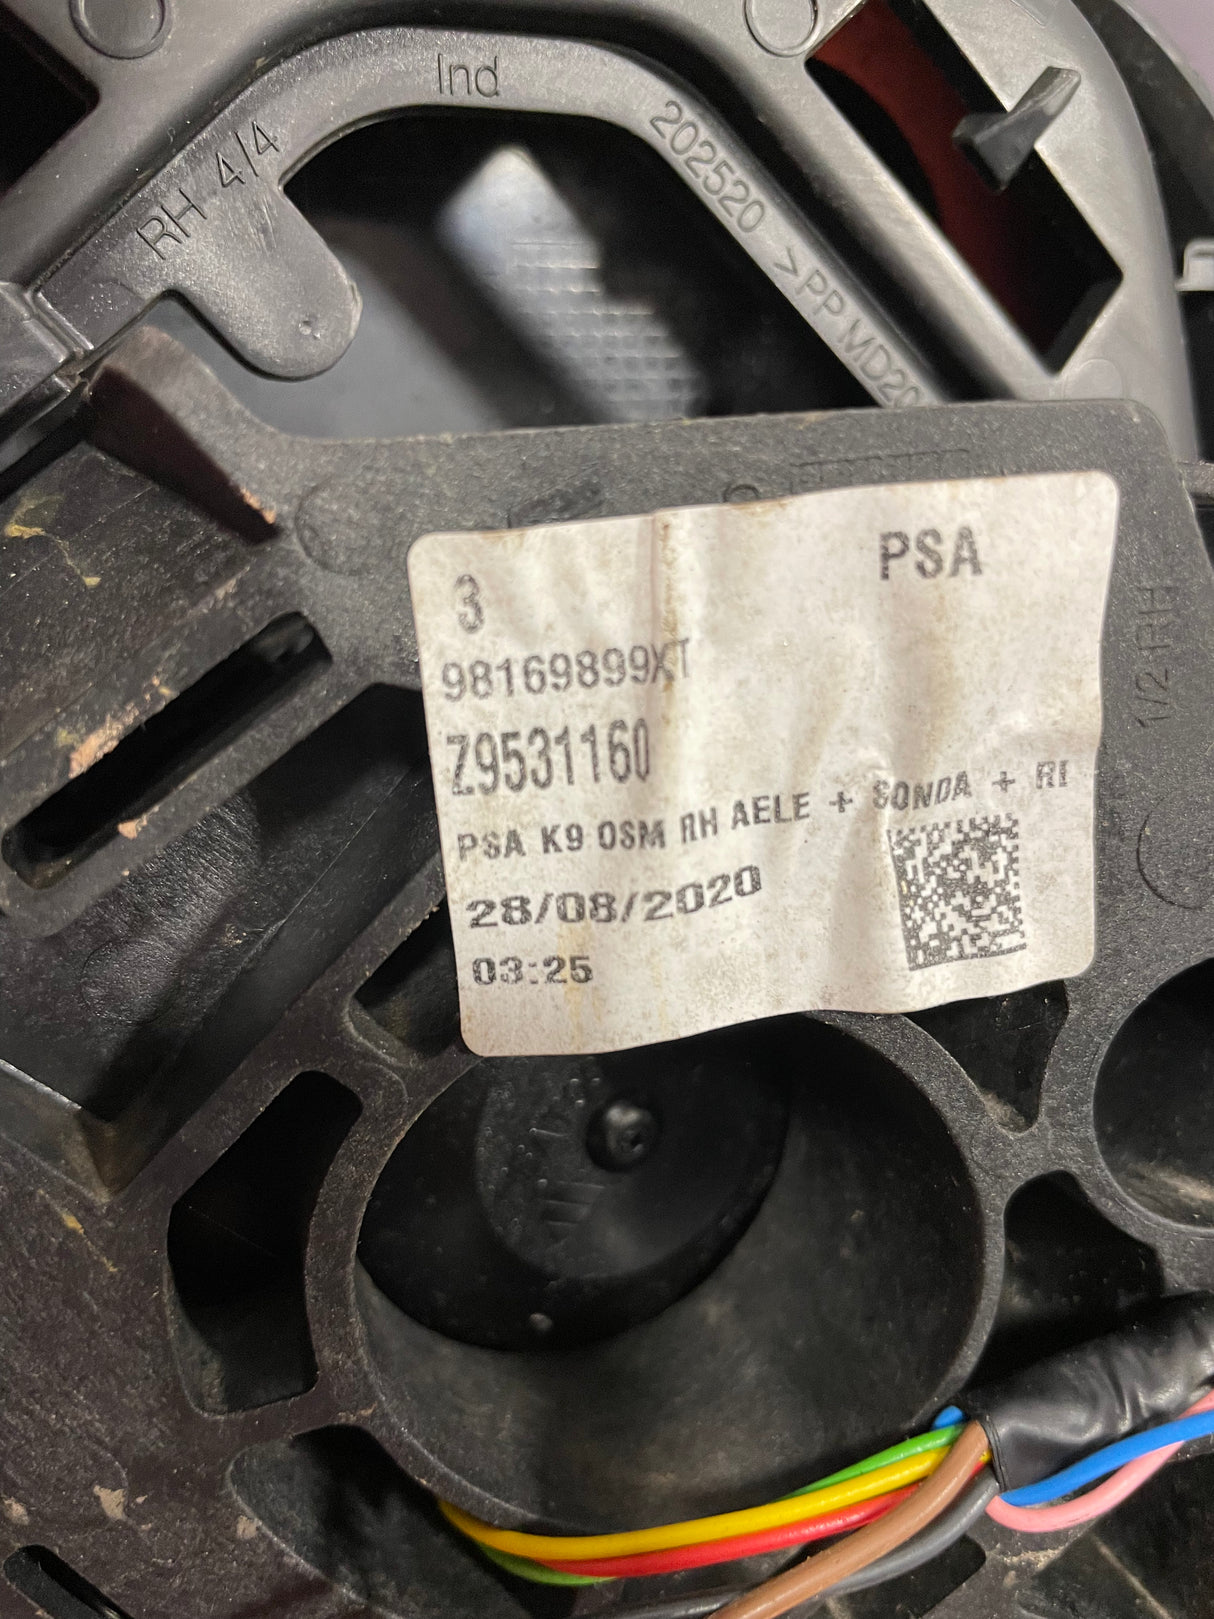 Ind
RH 4/4
202520 >PP MD20
PSA
3
98169899XT
Z9531160
PSA K9 OSM RH AELE + SONDA + RI
28/08/2020
03:25
1/2 RH